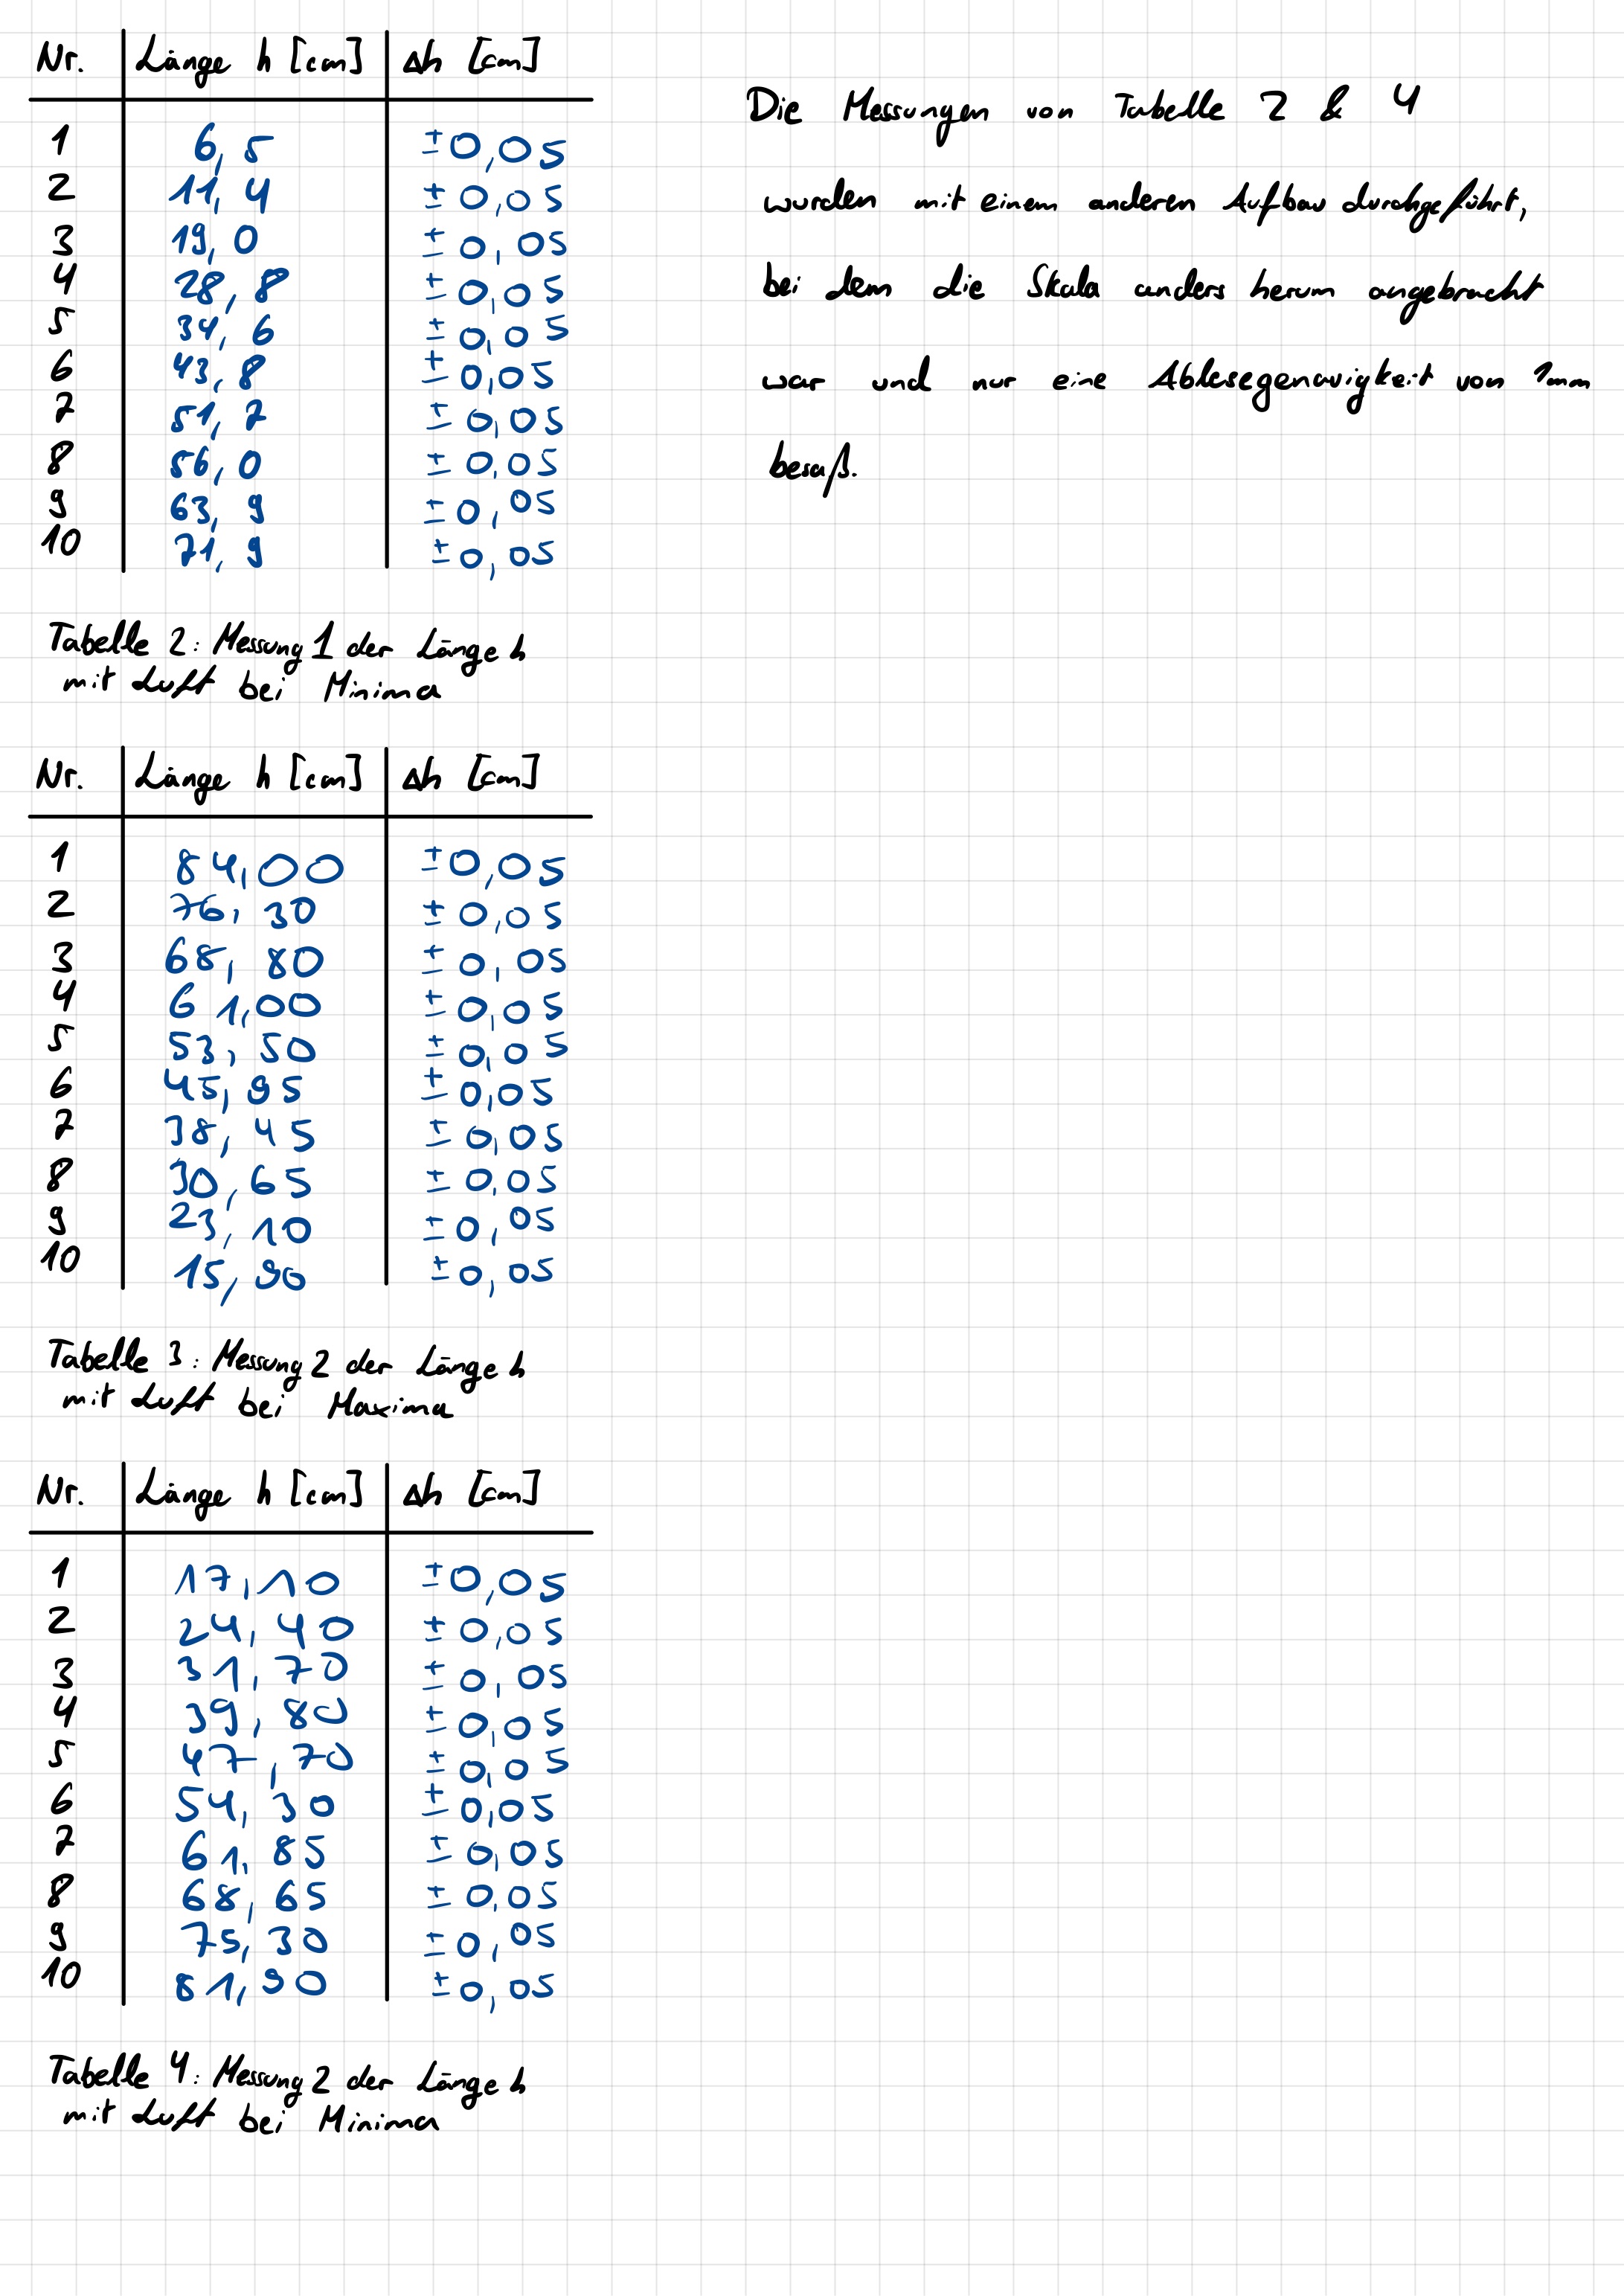 Nr. Länge h [cm] Δh [cm]
1 6,5 ±0,05
2 11,4 ±0,05
3 19,0 ±0,05
4 28,8 ±0,05
5 34,6 ±0,05
6 43,8 ±0,05
7 51,7 ±0,05
8 56,0 ±0,05
9 63,9 ±0,05
10 71,9 ±0,05
Tabelle 2: Messung 1 der Länge h
mit Luft bei Minima
Die Messungen von Tabelle 2 & 4
wurden mit einem anderen Aufbau durchgeführt,
bei dem die Skala anders herum angebracht
war und nur eine Ablesegenauigkeit von 1mm
besaß.
Nr. Länge h [cm] Δh [cm]
1 84,00 ±0,05
2 76,30 ±0,05
3 68,80 ±0,05
4 61,00 ±0,05
5 53,50 ±0,05
6 45,95 ±0,05
7 38,45 ±0,05
8 30,65 ±0,05
9 23,10 ±0,05
10 15,90 ±0,05
Tabelle 3: Messung 2 der Länge h
mit Luft bei Maxima
Nr. Länge h [cm] Δh [cm]
1 17,10 ±0,05
2 24,40 ±0,05
3 31,70 ±0,05
4 39,80 ±0,05
5 47,70 ±0,05
6 54,30 ±0,05
7 61,85 ±0,05
8 68,65 ±0,05
9 75,30 ±0,05
10 81,90 ±0,05
Tabelle 4: Messung 2 der Länge h
mit Luft bei Minima